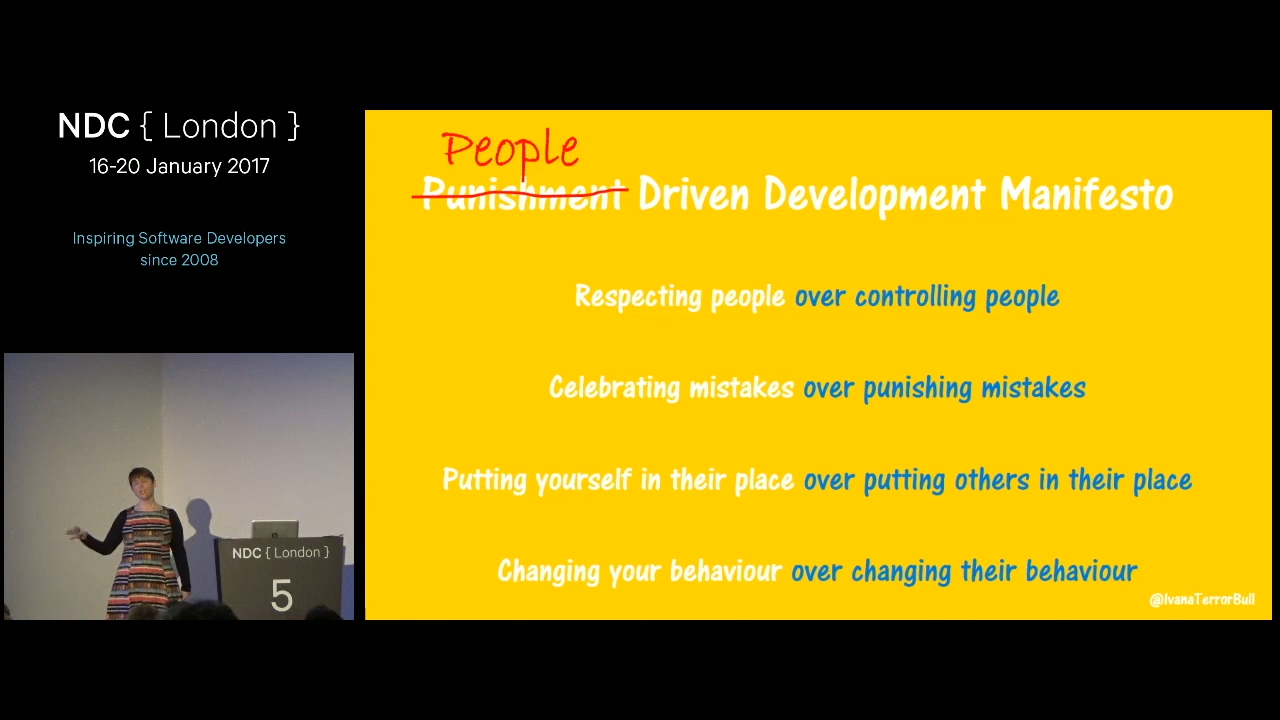 NDC { London }
16-20 January 2017
Inspiring Software Developers
since 2008
NDC { London }
5
People
Punishment Driven Development Manifesto
Respecting people over controlling people
Celebrating mistakes over punishing mistakes
Putting yourself in their place over putting others in their place
Changing your behaviour over changing their behaviour
@IvanaTerrorBull